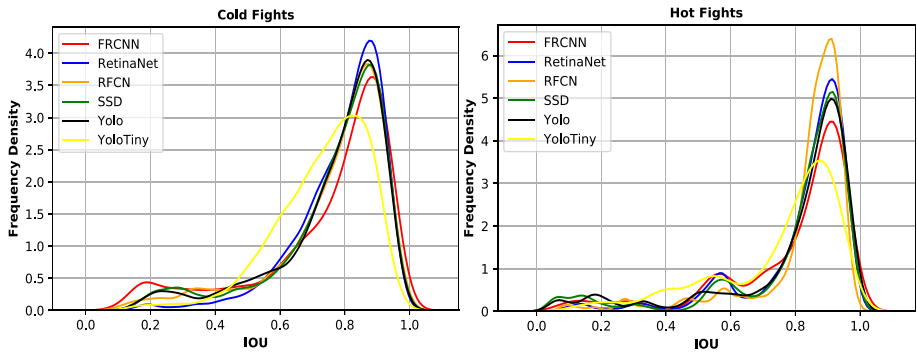 Cold Fights
Frequency Density
4.0
3.5
3.0
2.5
2.0
1.5
1.0
0.5
0.0
FRCNN
RetinaNet
RFCN
SSD
Yolo
YoloTiny
0.0 0.2 0.4 0.6 0.8 1.0
IOU
Hot Fights
Frequency Density
6
5
4
3
2
1
0
FRCNN
RetinaNet
RFCN
SSD
Yolo
YoloTiny
0.0 0.2 0.4 0.6 0.8 1.0
IOU